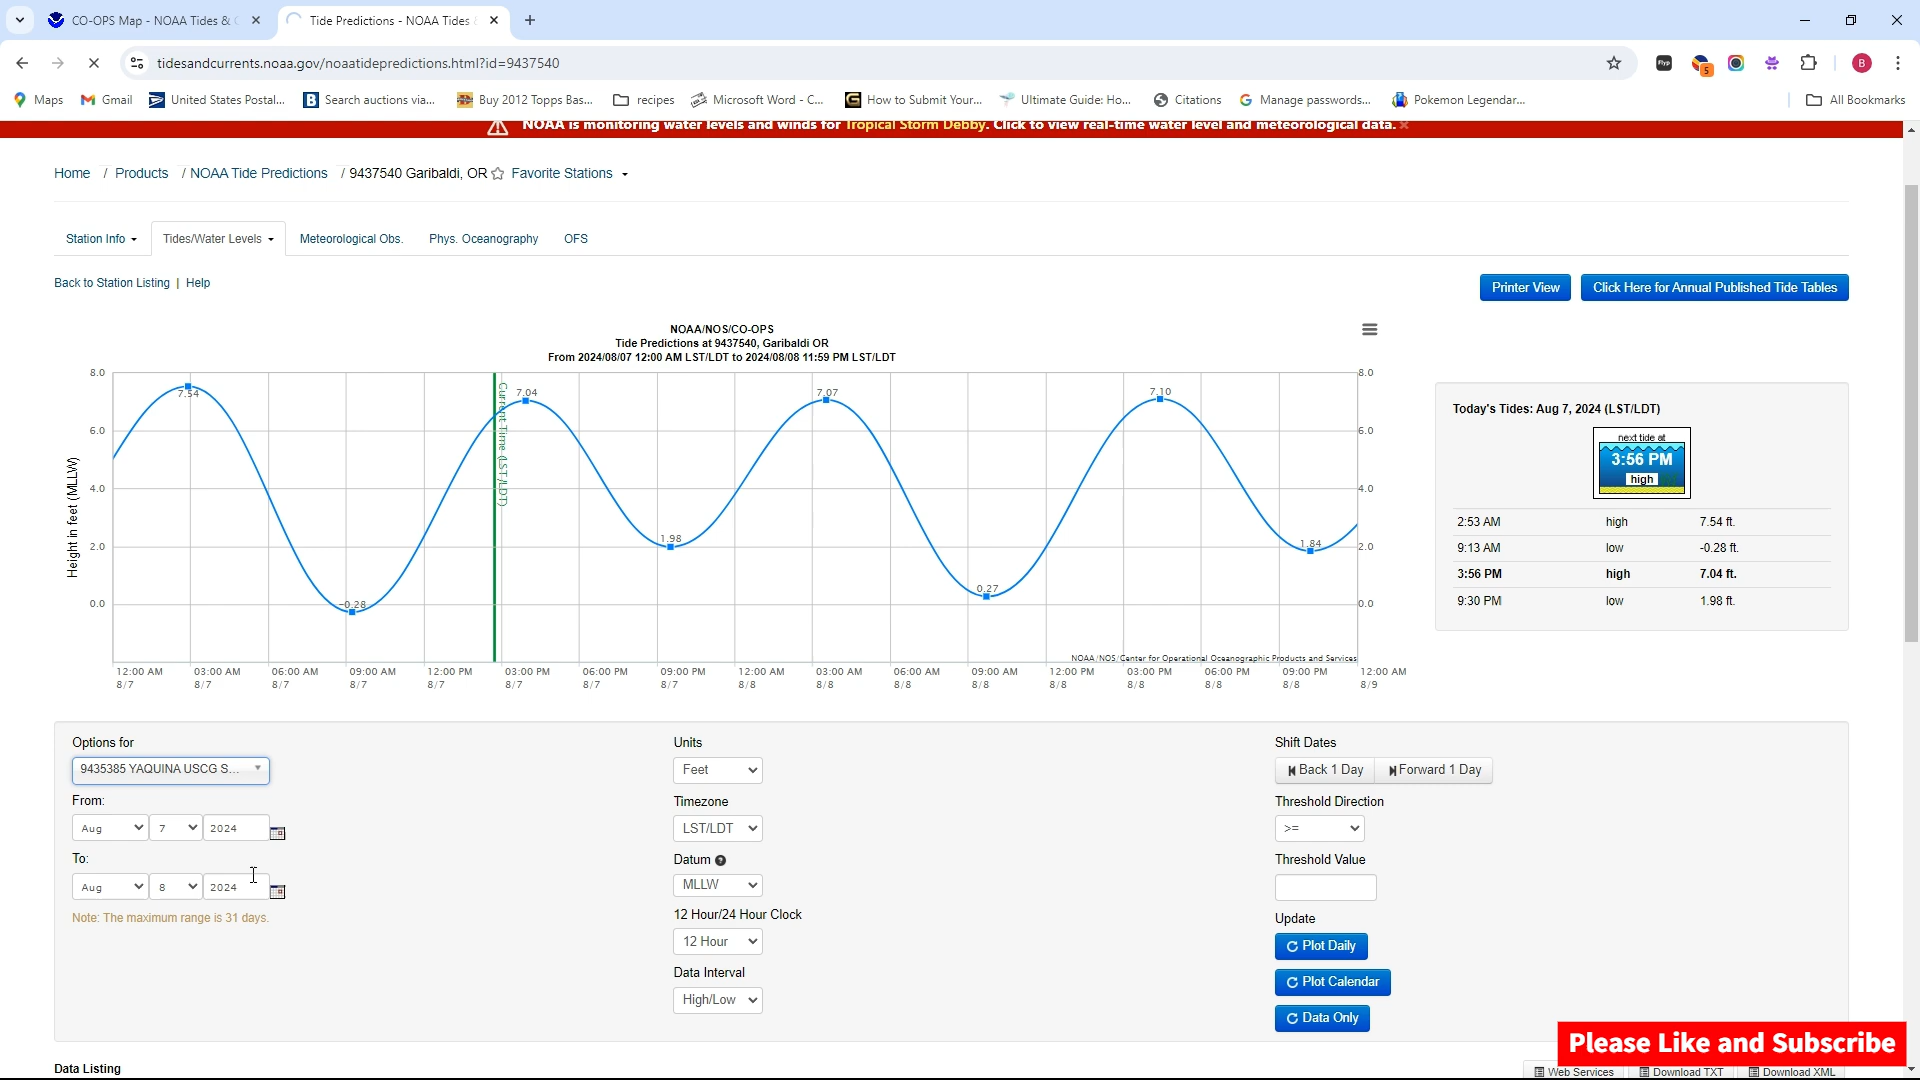 CO-OPS Map - NOAA Tides &
Tide Predictions - NOAA Tides
tidesandcurrents.noaa.gov/noaatidepredictions.html?id=9437540
B
Maps
Gmail
United States Postal...
Search auctions via...
Buy 2012 Topps Bas...
recipes
Microsoft Word - C...
How to Submit Your...
Ultimate Guide: Ho...
Citations
Manage passwords...
Pokemon Legendar...
All Bookmarks
NOAA is monitoring water levels and winds for Tropical Storm Debby. Click to view real-time water level and meteorological data. ×
Home / Products / NOAA Tide Predictions / 9437540 Garibaldi, OR Favorite Stations
Station Info
Tides/Water Levels
Meteorological Obs.
Phys. Oceanography
OFS
Back to Station Listing | Help
Printer View
Click Here for Annual Published Tide Tables
NOAA/NOS/CO-OPS
Tide Predictions at 9437540, Garibaldi OR
From 2024/08/07 12:00 AM LST/LDT to 2024/08/08 11:59 PM LST/LDT
Height in feet (MLLW)
8.0
6.0
4.0
2.0
0.0
7.54
-0.28
Current Time (LST/LDT)
7.04
1.98
7.07
0.27
7.10
1.84
8.0
6.0
4.0
2.0
0.0
NOAA/NOS/Center for Operational Oceanographic Products and Services
12:00 AM 03:00 AM 06:00 AM 09:00 AM 12:00 PM 03:00 PM 06:00 PM 09:00 PM 12:00 AM 03:00 AM 06:00 AM 09:00 AM 12:00 PM 03:00 PM 06:00 PM 09:00 PM 12:00 AM
8/7 8/7 8/7 8/7 8/7 8/7 8/7 8/7 8/8 8/8 8/8 8/8 8/8 8/8 8/8 8/8 8/9
Today's Tides: Aug 7, 2024 (LST/LDT)
next tide at
3:56 PM
high
2:53 AM high 7.54 ft.
9:13 AM low -0.28 ft.
3:56 PM high 7.04 ft.
9:30 PM low 1.98 ft.
Options for
9435385 YAQUINA USCG S...
From:
Aug 7 2024
To:
Aug 8 2024
Note: The maximum range is 31 days.
Units
Feet
Timezone
LST/LDT
Datum
MLLW
12 Hour/24 Hour Clock
12 Hour
Data Interval
High/Low
Shift Dates
Back 1 Day
Forward 1 Day
Threshold Direction
>=
Threshold Value
Update
Plot Daily
Plot Calendar
Data Only
Please Like and Subscribe
Data Listing
Web Services
Download TXT
Download XML